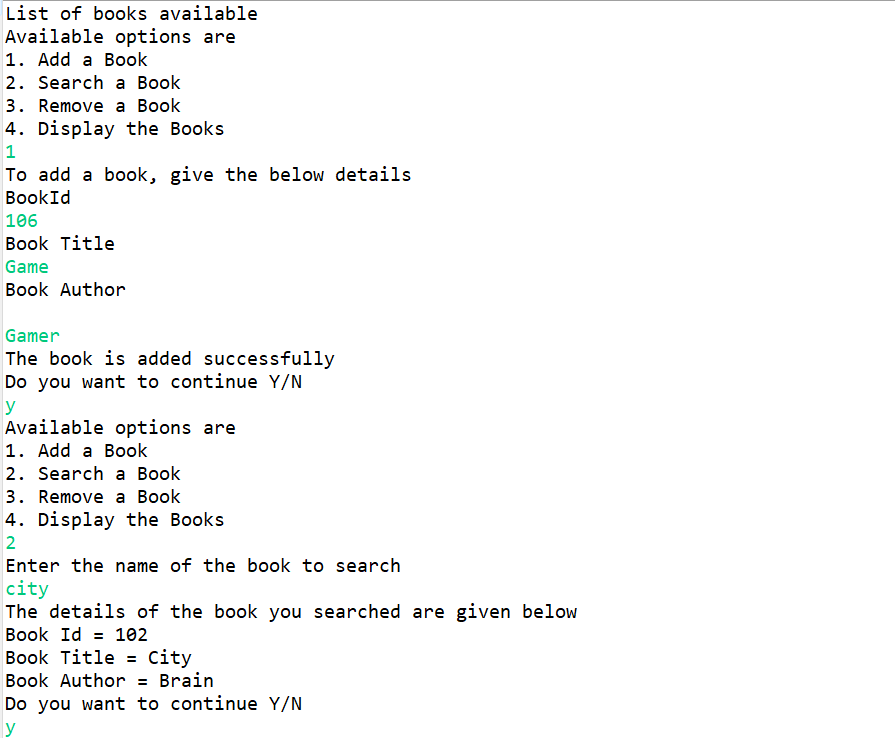 List of books available
Available options are
1. Add a Book
2. Search a Book
3. Remove a Book
4. Display the Books
1
To add a book, give the below details
BookId
106
Book Title
Game
Book Author
Gamer
The book is added successfully
Do you want to continue Y/N
y
Available options are
1. Add a Book
2. Search a Book
3. Remove a Book
4. Display the Books
2
Enter the name of the book to search
city
The details of the book you searched are given below
Book Id = 102
Book Title = City
Book Author = Brain
Do you want to continue Y/N
y